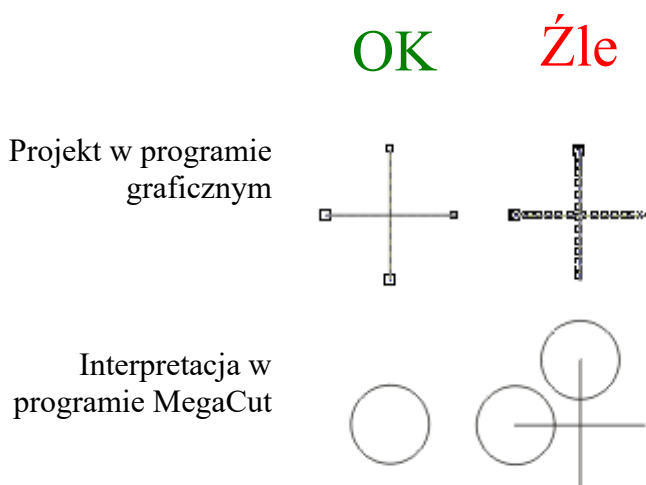 OK Źle
Projekt w programie
graficznym
Interpretacja w
programie MegaCut